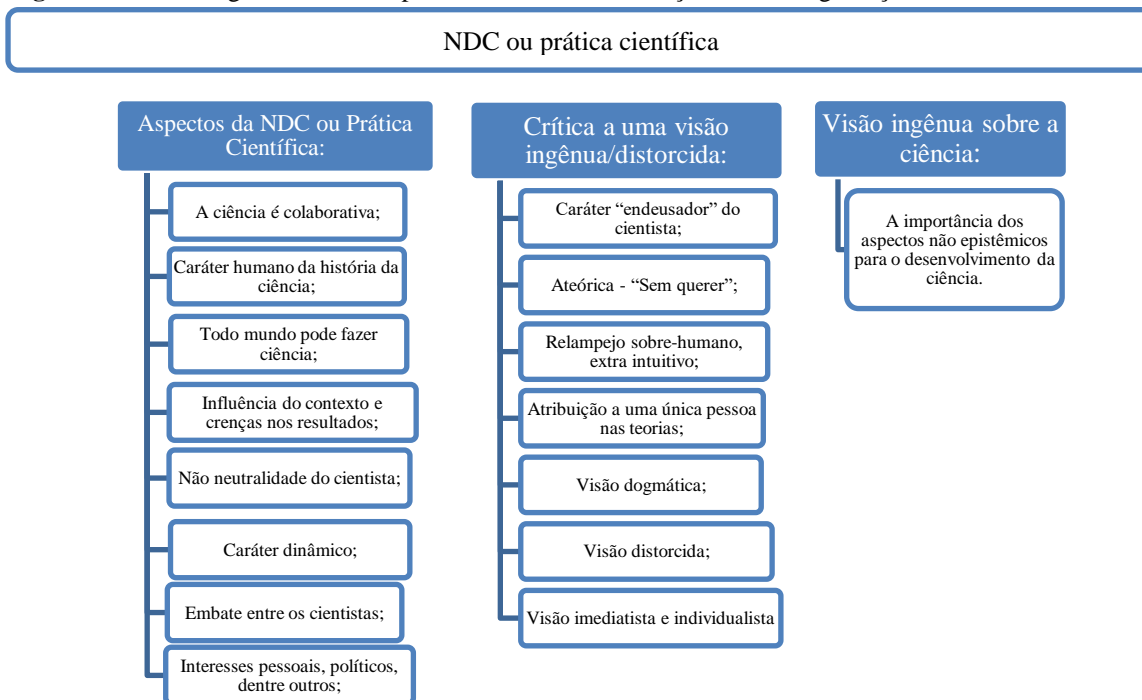 NDC ou prática científica
Aspectos da NDC ou Prática
Científica:
A ciência é colaborativa;
Caráter humano da história da
ciência;
Todo mundo pode fazer
ciência;
Influência do contexto e
crenças nos resultados;
Não neutralidade do cientista;
Caráter dinâmico;
Embate entre os cientistas;
Interesses pessoais, políticos,
dentre outros;
Crítica a uma visão
ingênua/distorcida:
Caráter “endeusador” do
cientista;
Ateórica - “Sem querer”;
Relampejo sobre-humano,
extra intuitivo;
Atribuição a uma única pessoa
nas teorias;
Visão dogmática;
Visão distorcida;
Visão imediatista e individualista
Visão ingênua sobre a
ciência:
A importância dos
aspectos não epistêmicos
para o desenvolvimento da
ciência.